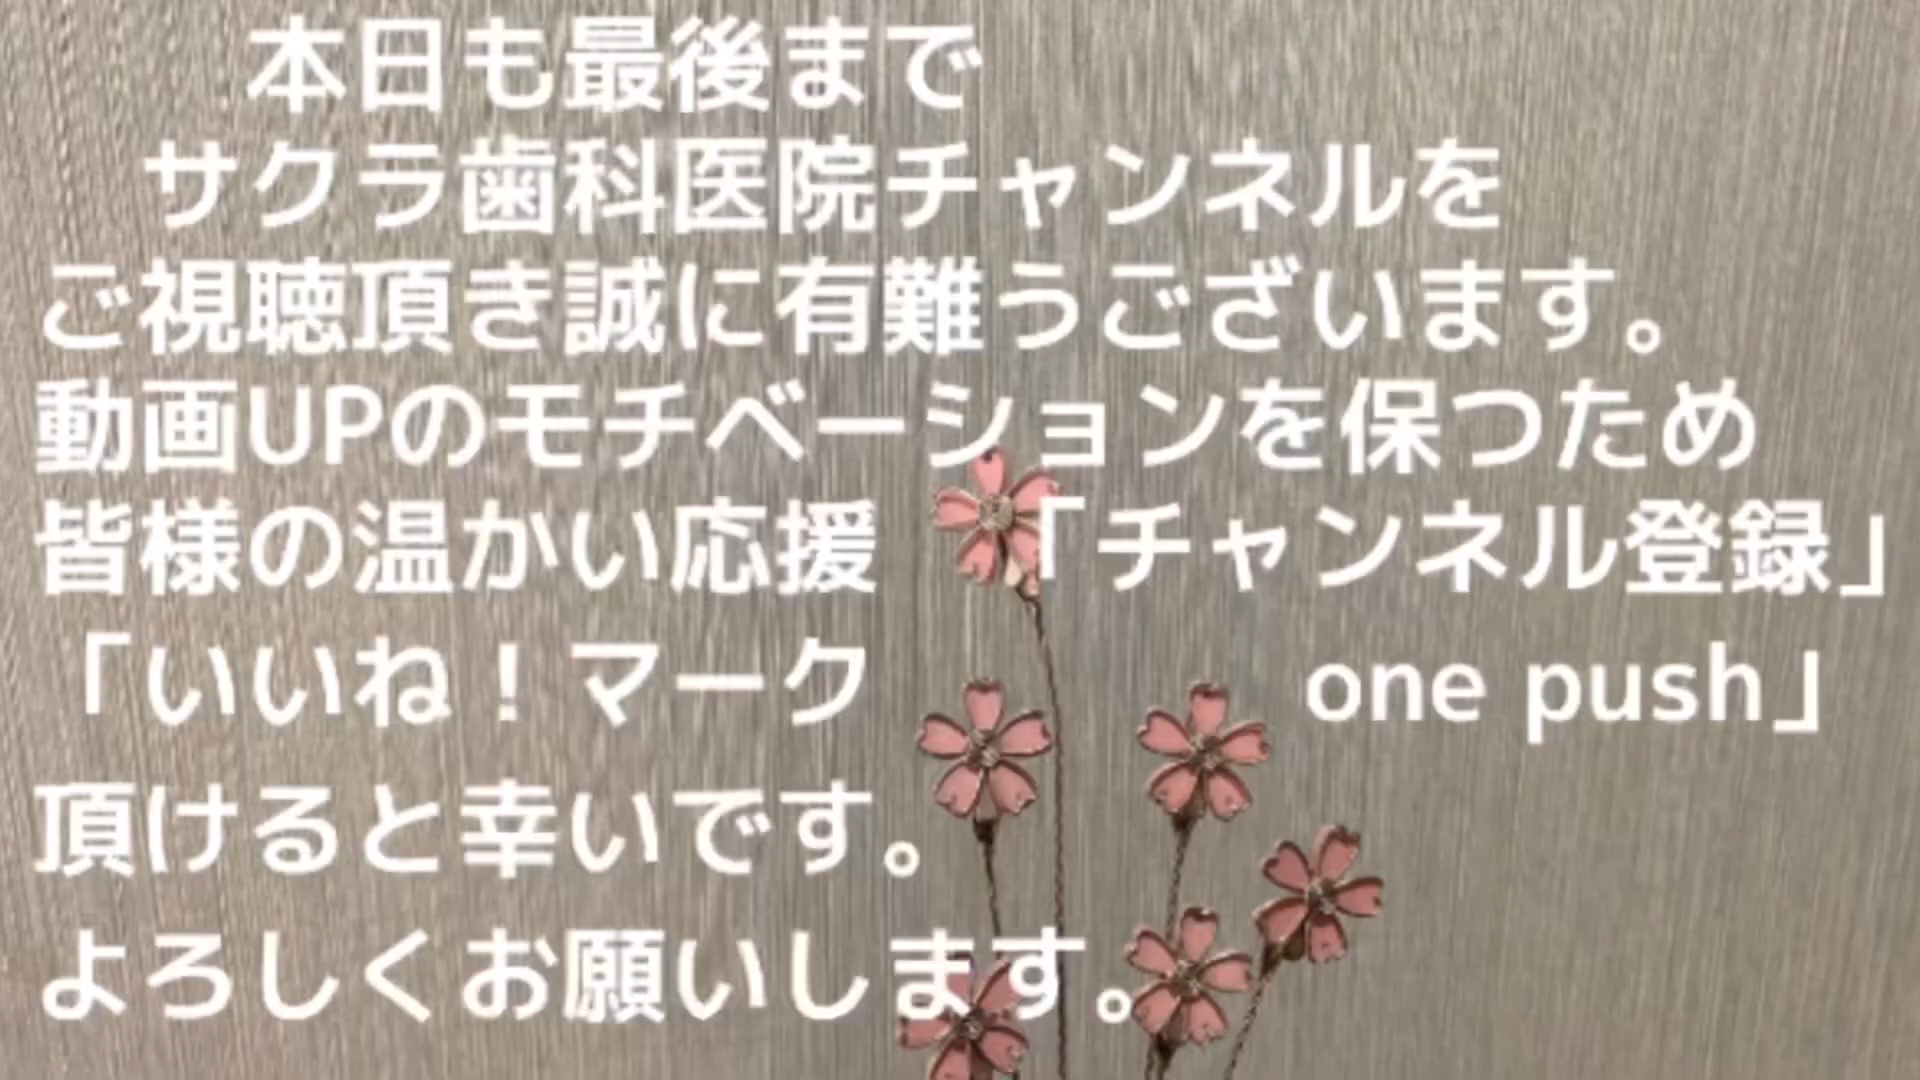 本日も最後まで
サクラ歯科医院チャンネルを
ご視聴頂き誠に有難うございます。
動画UPのモチベーションを保つため
皆様の温かい応援 「チャンネル登録」
「いいね！マーク one push」
頂けると幸いです。
よろしくお願いします。